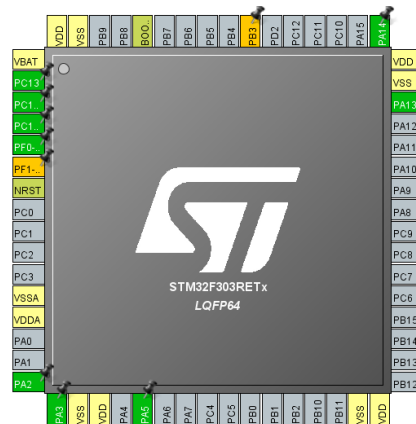 VDD
VSS
PB9
PB8
BOO..
PB7
PB6
PB5
PB4
PB3
PD2
PC12
PC11
PC10
PA15
PA14
VBAT
PC13
PC1..
PC1..
PF0-..
PF1-..
NRST
PC0
PC1
PC2
PC3
VSSA
VDDA
PA0
PA1
PA2
STM32F303RETx
LQFP64
VDD
VSS
PA13
PA12
PA11
PA10
PA9
PA8
PC9
PC8
PC7
PC6
PB15
PB14
PB13
PB12
PA3
VSS
VDD
PA4
PA5
PA6
PA7
PC4
PC5
PB0
PB1
PB2
PB10
PB11
VSS
VDD